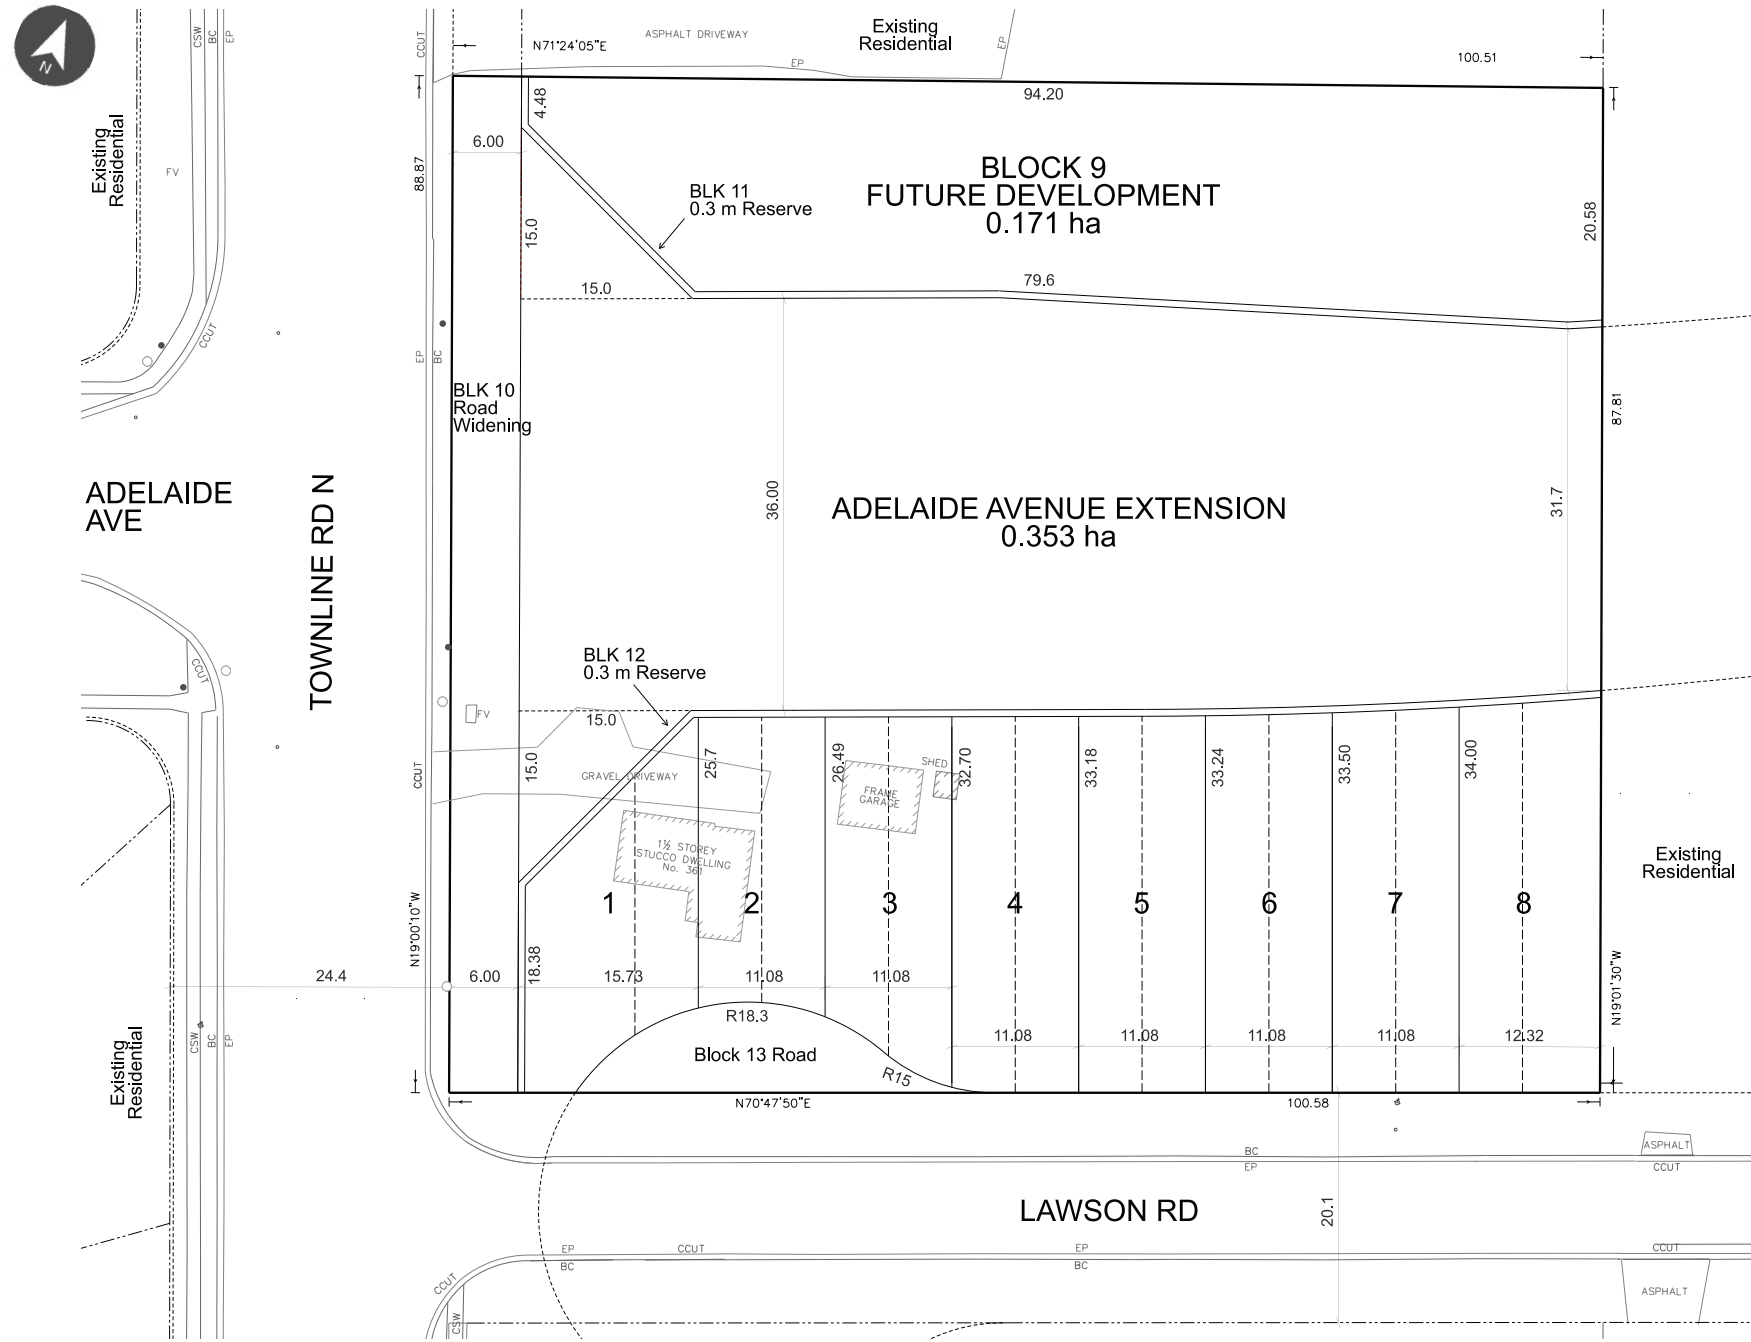 N
CSW
BC
EP
CCUT
N71°24'05"E
ASPHALT DRIVEWAY
EP
Existing
Residential
EP
100.51
94.20
4.48
6.00
88.87
Existing
Residential
FV
BLK 11
0.3 m Reserve
BLOCK 9
FUTURE DEVELOPMENT
0.171 ha
20.58
15.0
15.0
79.6
CCUT
EP
BC
BLK 10
Road
Widening
87.81
ADELAIDE
AVE
TOWNLINE RD N
36.00
ADELAIDE AVENUE EXTENSION
0.353 ha
31.7
BLK 12
0.3 m Reserve
CCUT
FV
15.0
15.0
CCUT
GRAVEL DRIVEWAY
25.7
26.49
SHED
32.70
33.18
33.24
33.50
34.00
FRAME
GARAGE
1½ STOREY
STUCCO DWELLING
No. 361
Existing
Residential
1
2
3
4
5
6
7
8
N19°00'10"W
18.38
24.4
6.00
15.73
11.08
11.08
N19°01'30"W
R18.3
Block 13 Road
R15
11.08
11.08
11.08
11.08
12.32
CSW
BC
EP
Existing
Residential
N70°47'50"E
100.58
BC
EP
ASPHALT
CCUT
LAWSON RD
20.1
EP
BC
CCUT
EP
BC
CCUT
CCUT
CSW
ASPHALT